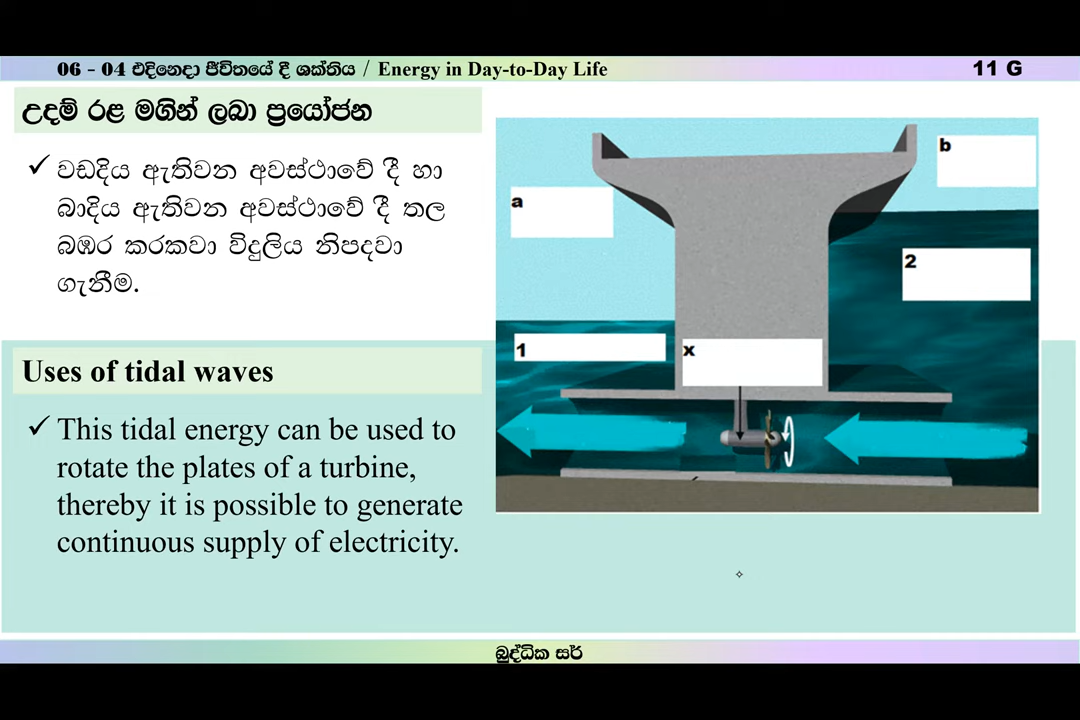 06 - 04 එදිනෙදා ජීවිතයේ දී ශක්තිය / Energy in Day-to-Day Life
11 G
උදම් රළ මගින් ලබා ප්‍රයෝජන
✓ වඩදිය ඇතිවන අවස්ථාවේ දී හා
බාදිය ඇතිවන අවස්ථාවේ දී තල
බඹර කරකවා විදුලිය නිපදවා
ගැනීම.
Uses of tidal waves
✓ This tidal energy can be used to
rotate the plates of a turbine,
thereby it is possible to generate
continuous supply of electricity.
b
a
2
1
x
බුද්ධික සර්